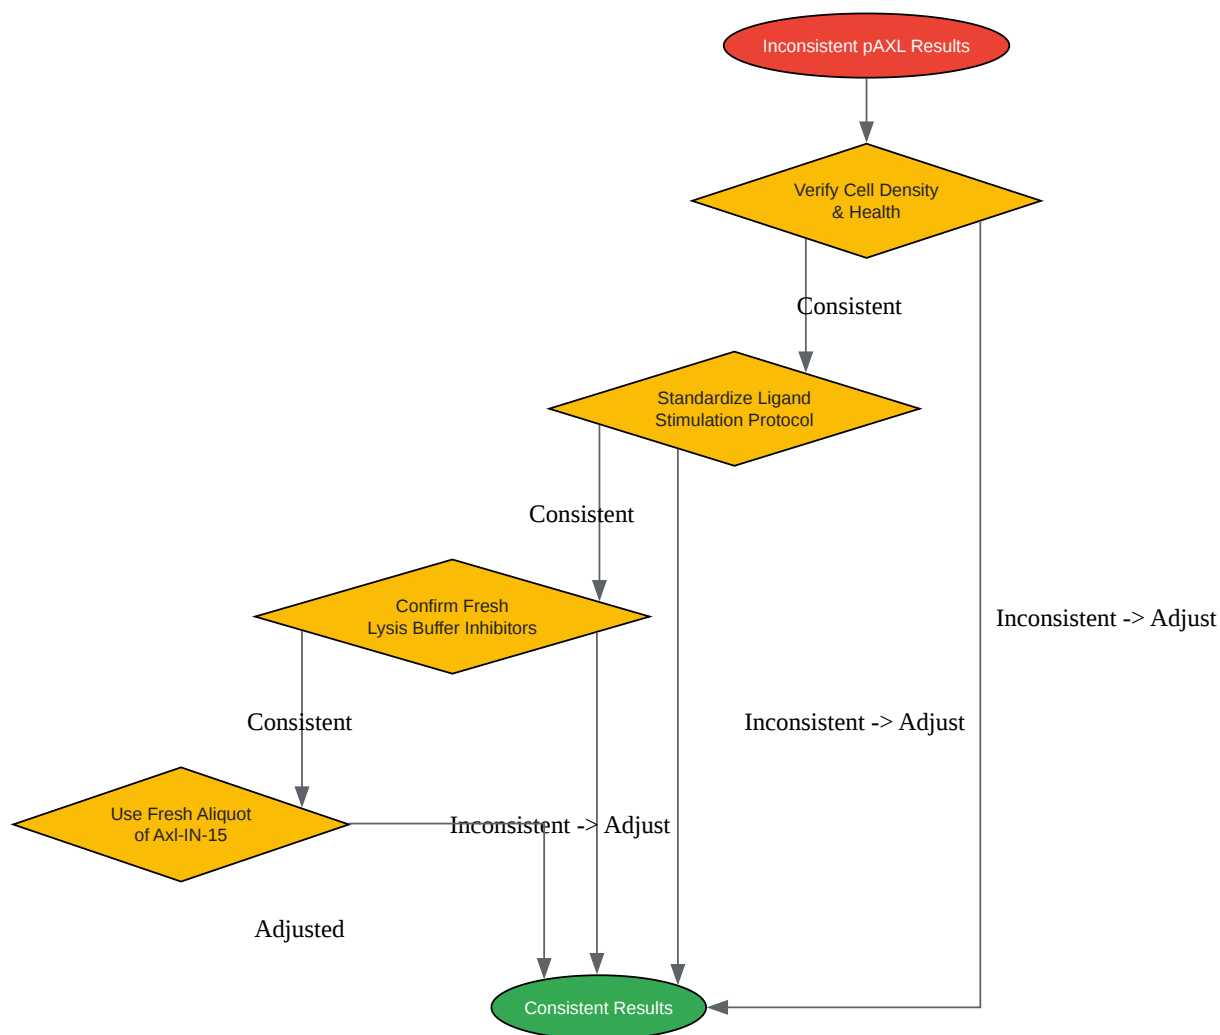 Inconsistent pAXL Results
Verify Cell Density
& Health
Consistent
Standardize Ligand
Stimulation Protocol
Consistent
Confirm Fresh
Lysis Buffer Inhibitors
Inconsistent -> Adjust
Consistent
Inconsistent -> Adjust
Use Fresh Aliquot
of Axl-IN-15
Inconsistent -> Adjust
Adjusted
Consistent Results